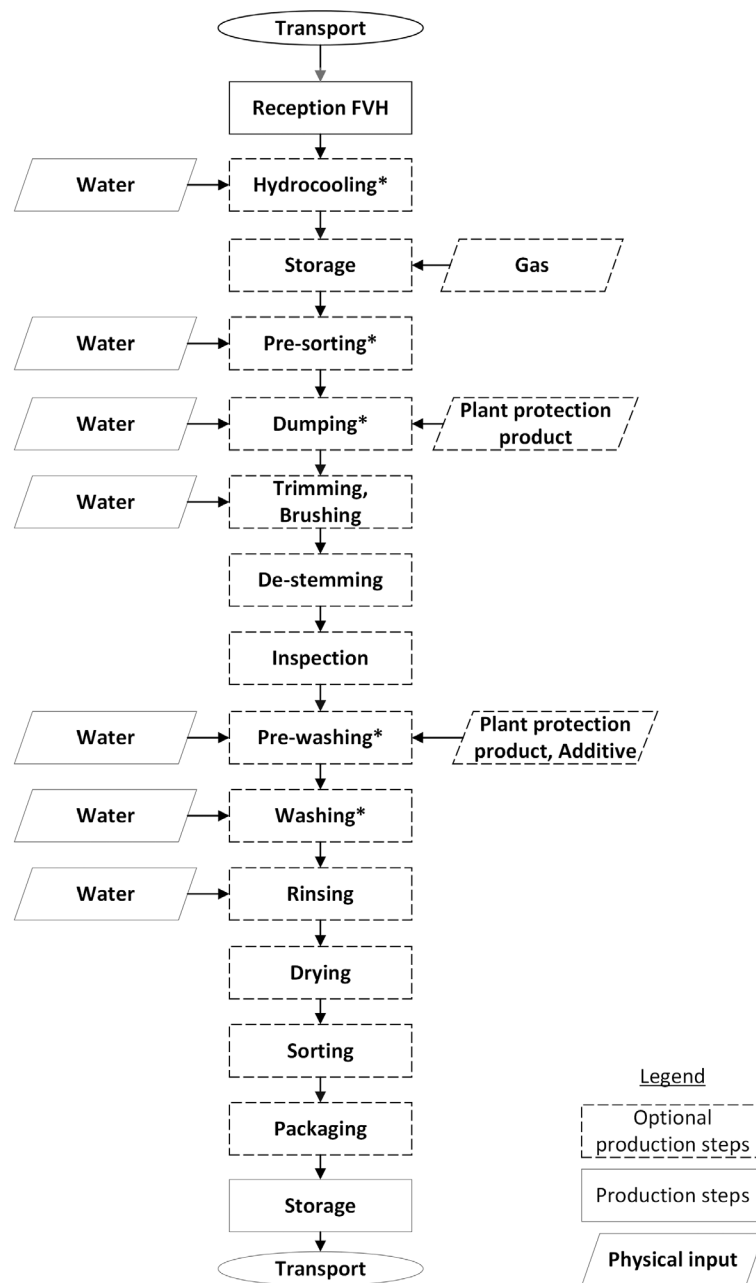 Transport
Reception FVH
Water
Hydrocooling*
Storage
Gas
Water
Pre-sorting*
Water
Dumping*
Plant protection
product
Water
Trimming,
Brushing
De-stemming
Inspection
Water
Pre-washing*
Plant protection
product, Additive
Water
Washing*
Water
Rinsing
Drying
Sorting
Packaging
Storage
Transport
Legend
Optional
production steps
Production steps
Physical input